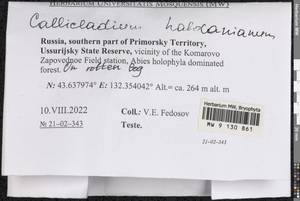 HERBARIUM UNIVERSITATIS MOSQUENSIS (MW)
Callicladium haldanianum
Russia, southern part of Primorsky Territory,
Ussurijsky State Reserve, vicinity of the Komarovo
Zapovednoe Field station, Abies holophylla dominated
forest. On rotten log
N: 43.637974° E: 132.354042° Alt.= ca. 264 m alt. m
10.VIII.2022 Coll.: V.E. Fedosov
№ 21-02-343 Teste.
Herbarium MW, Bryophyta
MW 9 130 861
21-02-343